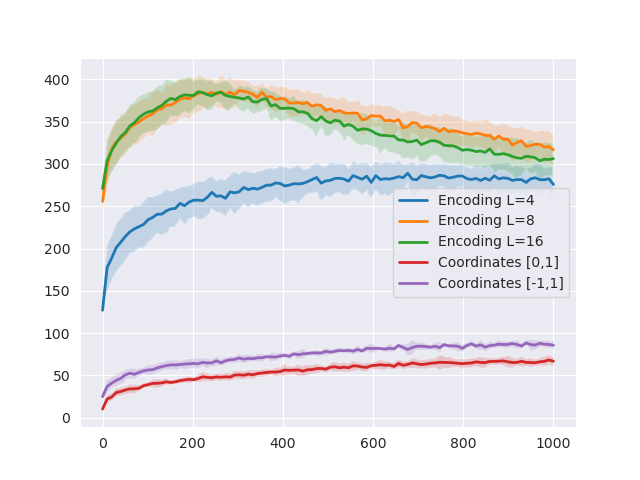 400
350
300
250
200
150
100
50
0
Encoding L=4
Encoding L=8
Encoding L=16
Coordinates [0,1]
Coordinates [-1,1]
0 200 400 600 800 1000